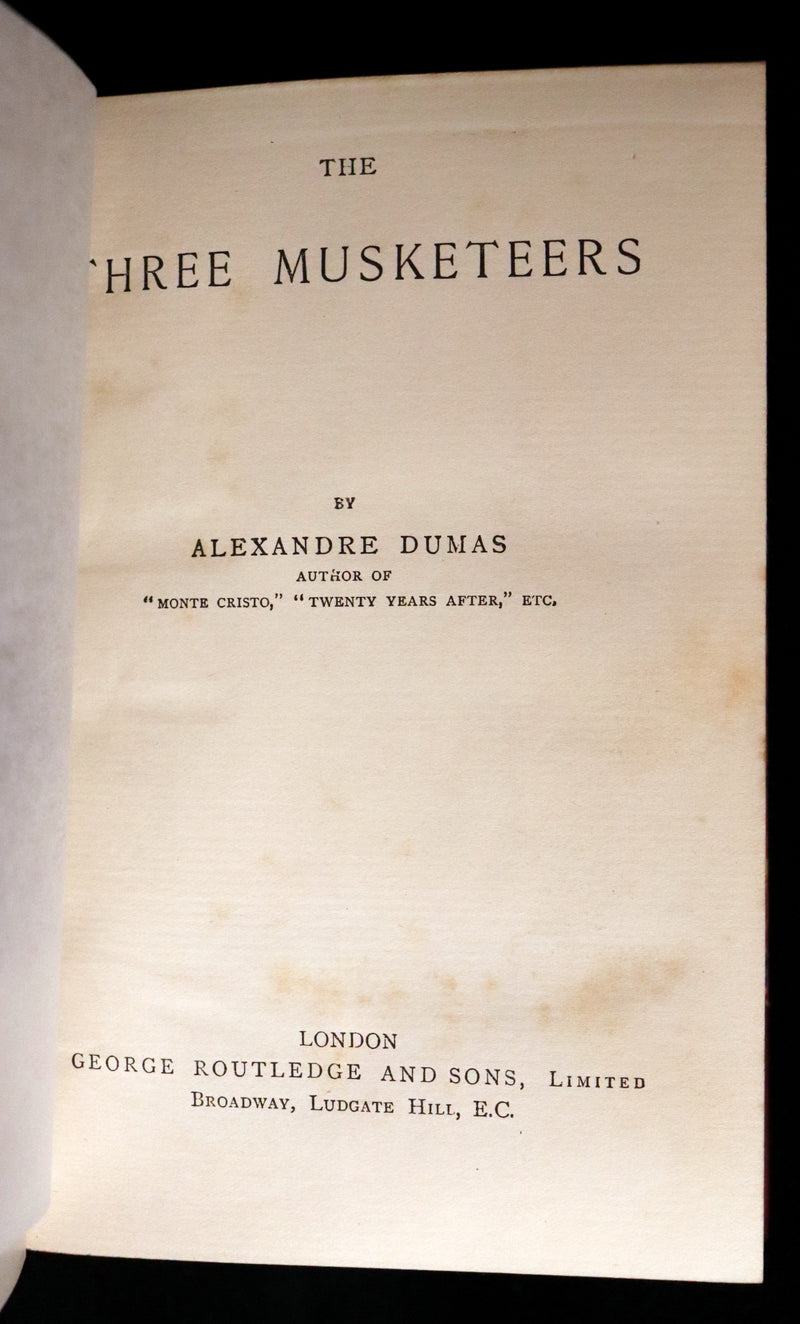 THE
THREE MUSKETEERS
BY
ALEXANDRE DUMAS
AUTHOR OF
“MONTE CRISTO,” “TWENTY YEARS AFTER,” ETC.
LONDON
GEORGE ROUTLEDGE AND SONS, LIMITED
BROADWAY, LUDGATE HILL, E.C.